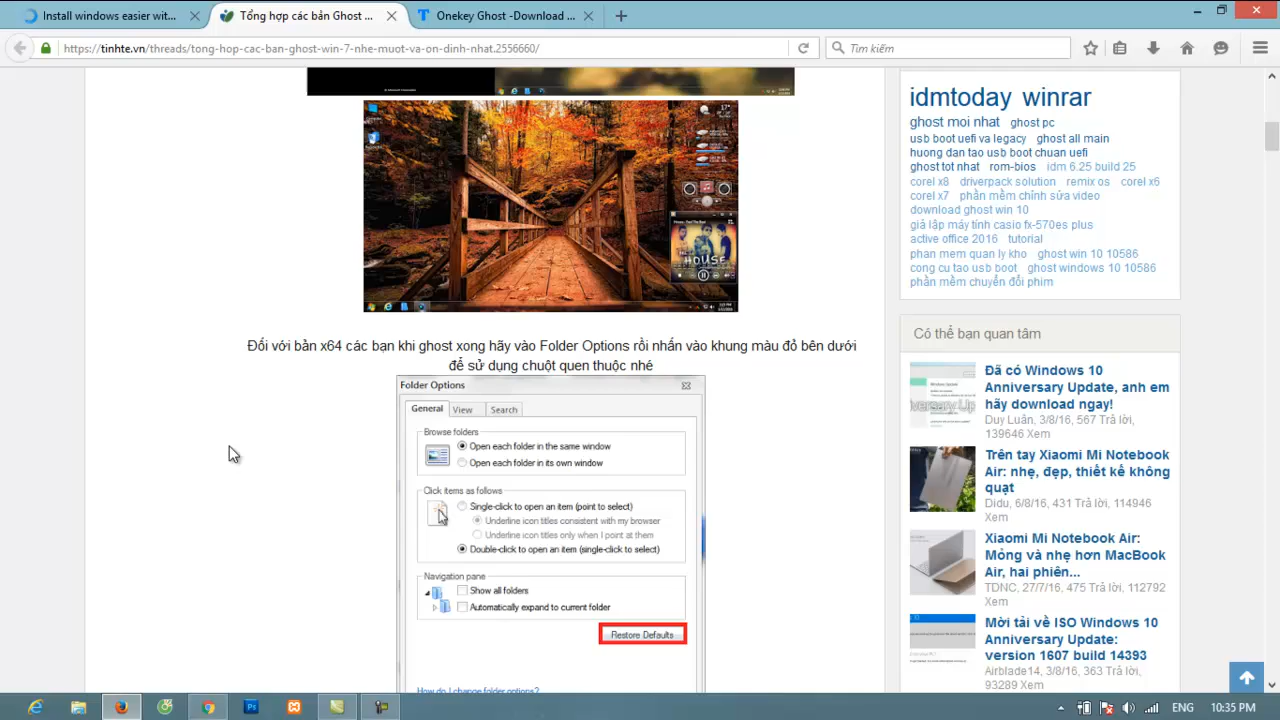 Install windows easier wit...
Tổng hợp các bản Ghost ...
Onekey Ghost -Download ...
https://tinhte.vn/threads/tong-hop-cac-ban-ghost-win-7-nhe-muot-va-on-dinh-nhat.2556660/
Tìm kiếm
idmtoday winrar
ghost moi nhat ghost pc
usb boot uefi va legacy ghost all main
huong dan tao usb boot chuan uefi
ghost tot nhat rom-bios idm 6.25 build 25
corel x8 driverpack solution remix os corel x6
corel x7 phần mềm chỉnh sửa video
download ghost win 10
giả lập máy tính casio fx-570es plus
active office 2016 tutorial
phan mem quan ly kho ghost win 10 10586
cong cu tao usb boot ghost windows 10 10586
phần mềm chuyển đổi phim
HOUSE
Đối với bản x64 các bạn khi ghost xong hãy vào Folder Options rồi nhấn vào khung màu đỏ bên dưới
để sử dụng chuột quen thuộc nhé
Folder Options
General View Search
Browse folders
Open each folder in the same window
Open each folder in its own window
Click items as follows
Single-click to open an item (point to select)
Underline icon titles consistent with my browser
Underline icon titles only when I point at them
Double-click to open an item (single-click to select)
Navigation pane
Show all folders
Automatically expand to current folder
Restore Defaults
How do I change folder options?
Có thể bạn quan tâm
Đã có Windows 10
Anniversary Update, anh em
hãy download ngay!
Duy Luân, 3/8/16, 567 Trả lời,
139646 Xem
Trên tay Xiaomi Mi Notebook
Air: nhẹ, đẹp, thiết kế không
quạt
Didu, 6/8/16, 431 Trả lời, 114946
Xem
Xiaomi Mi Notebook Air:
Mỏng và nhẹ hơn MacBook
Air, hai phiên...
TDNC, 27/7/16, 475 Trả lời, 112792
Xem
Mời tải về ISO Windows 10
Anniversary Update:
version 1607 build 14393
Airblade14, 3/8/16, 363 Trả lời,
93289 Xem
ENG
10:35 PM